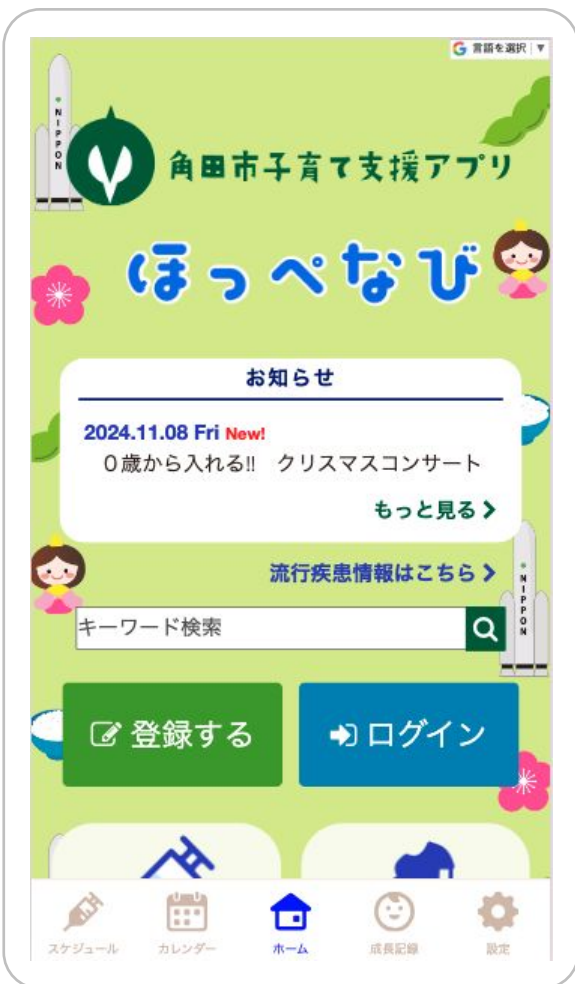 言語を選択 ▼
NIPPON
角田市子育て支援アプリ
ほっぺなび
お知らせ
2024.11.08 Fri New!
０歳から入れる!!　クリスマスコンサート
もっと見る
流行疾患情報はこちら
NIPPON
キーワード検索
登録する
ログイン
スケジュール
カレンダー
ホーム
成長記録
設定